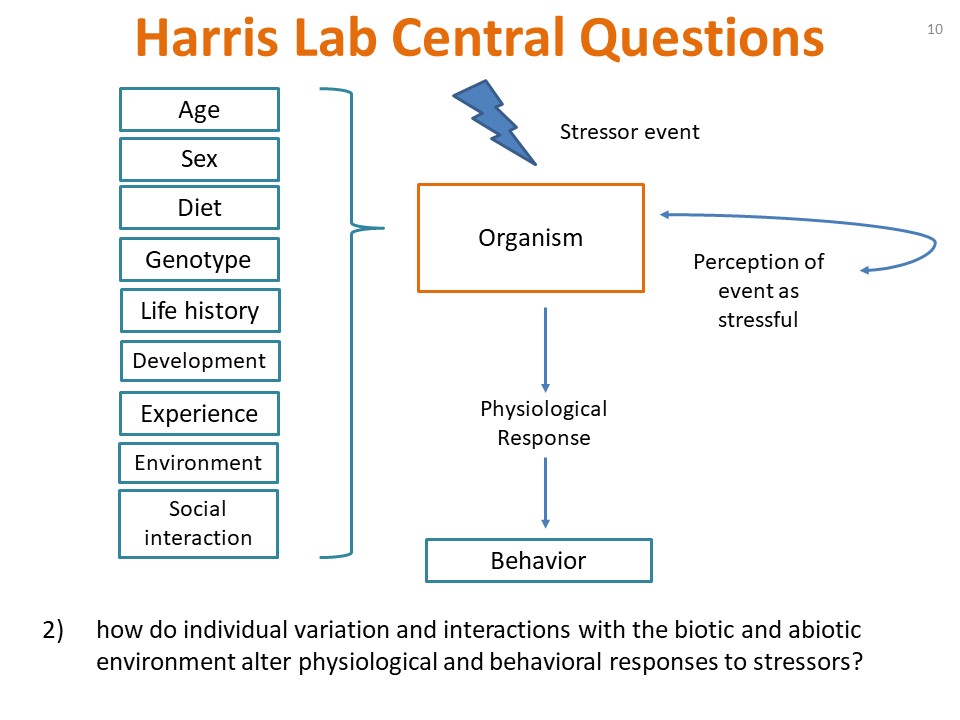 Harris Lab Central Questions
10
Age
Sex
Diet
Genotype
Life history
Development
Experience
Environment
Social
interaction
Stressor event
Organism
Perception of
event as
stressful
Physiological
Response
Behavior
2) how do individual variation and interactions with the biotic and abiotic
environment alter physiological and behavioral responses to stressors?